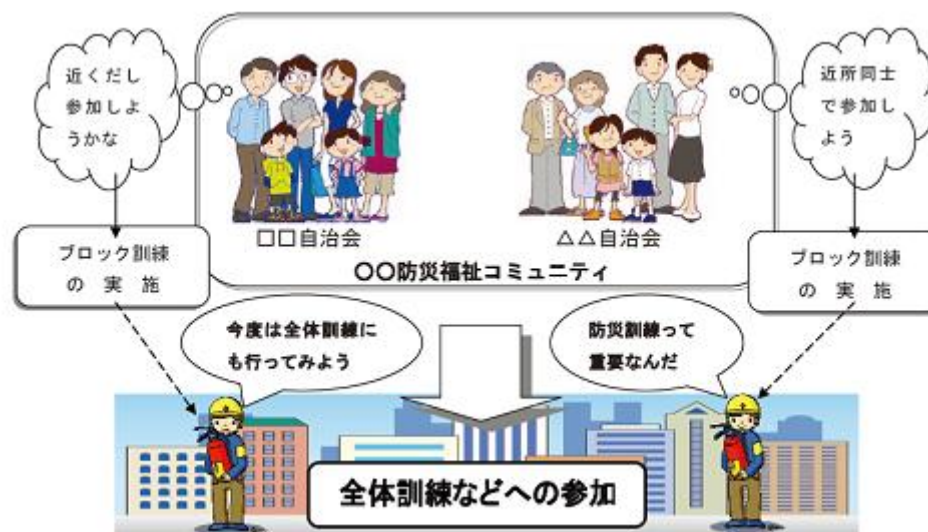 近くだし
参加しよ
うかな
近所同士
で参加し
よう
□□自治会
△△自治会
〇〇防災福祉コミュニティ
ブロック訓練
の実施
ブロック訓練
の実施
今度は全体訓練に
も行ってみよう
防災訓練って
重要なんだ
全体訓練などへの参加